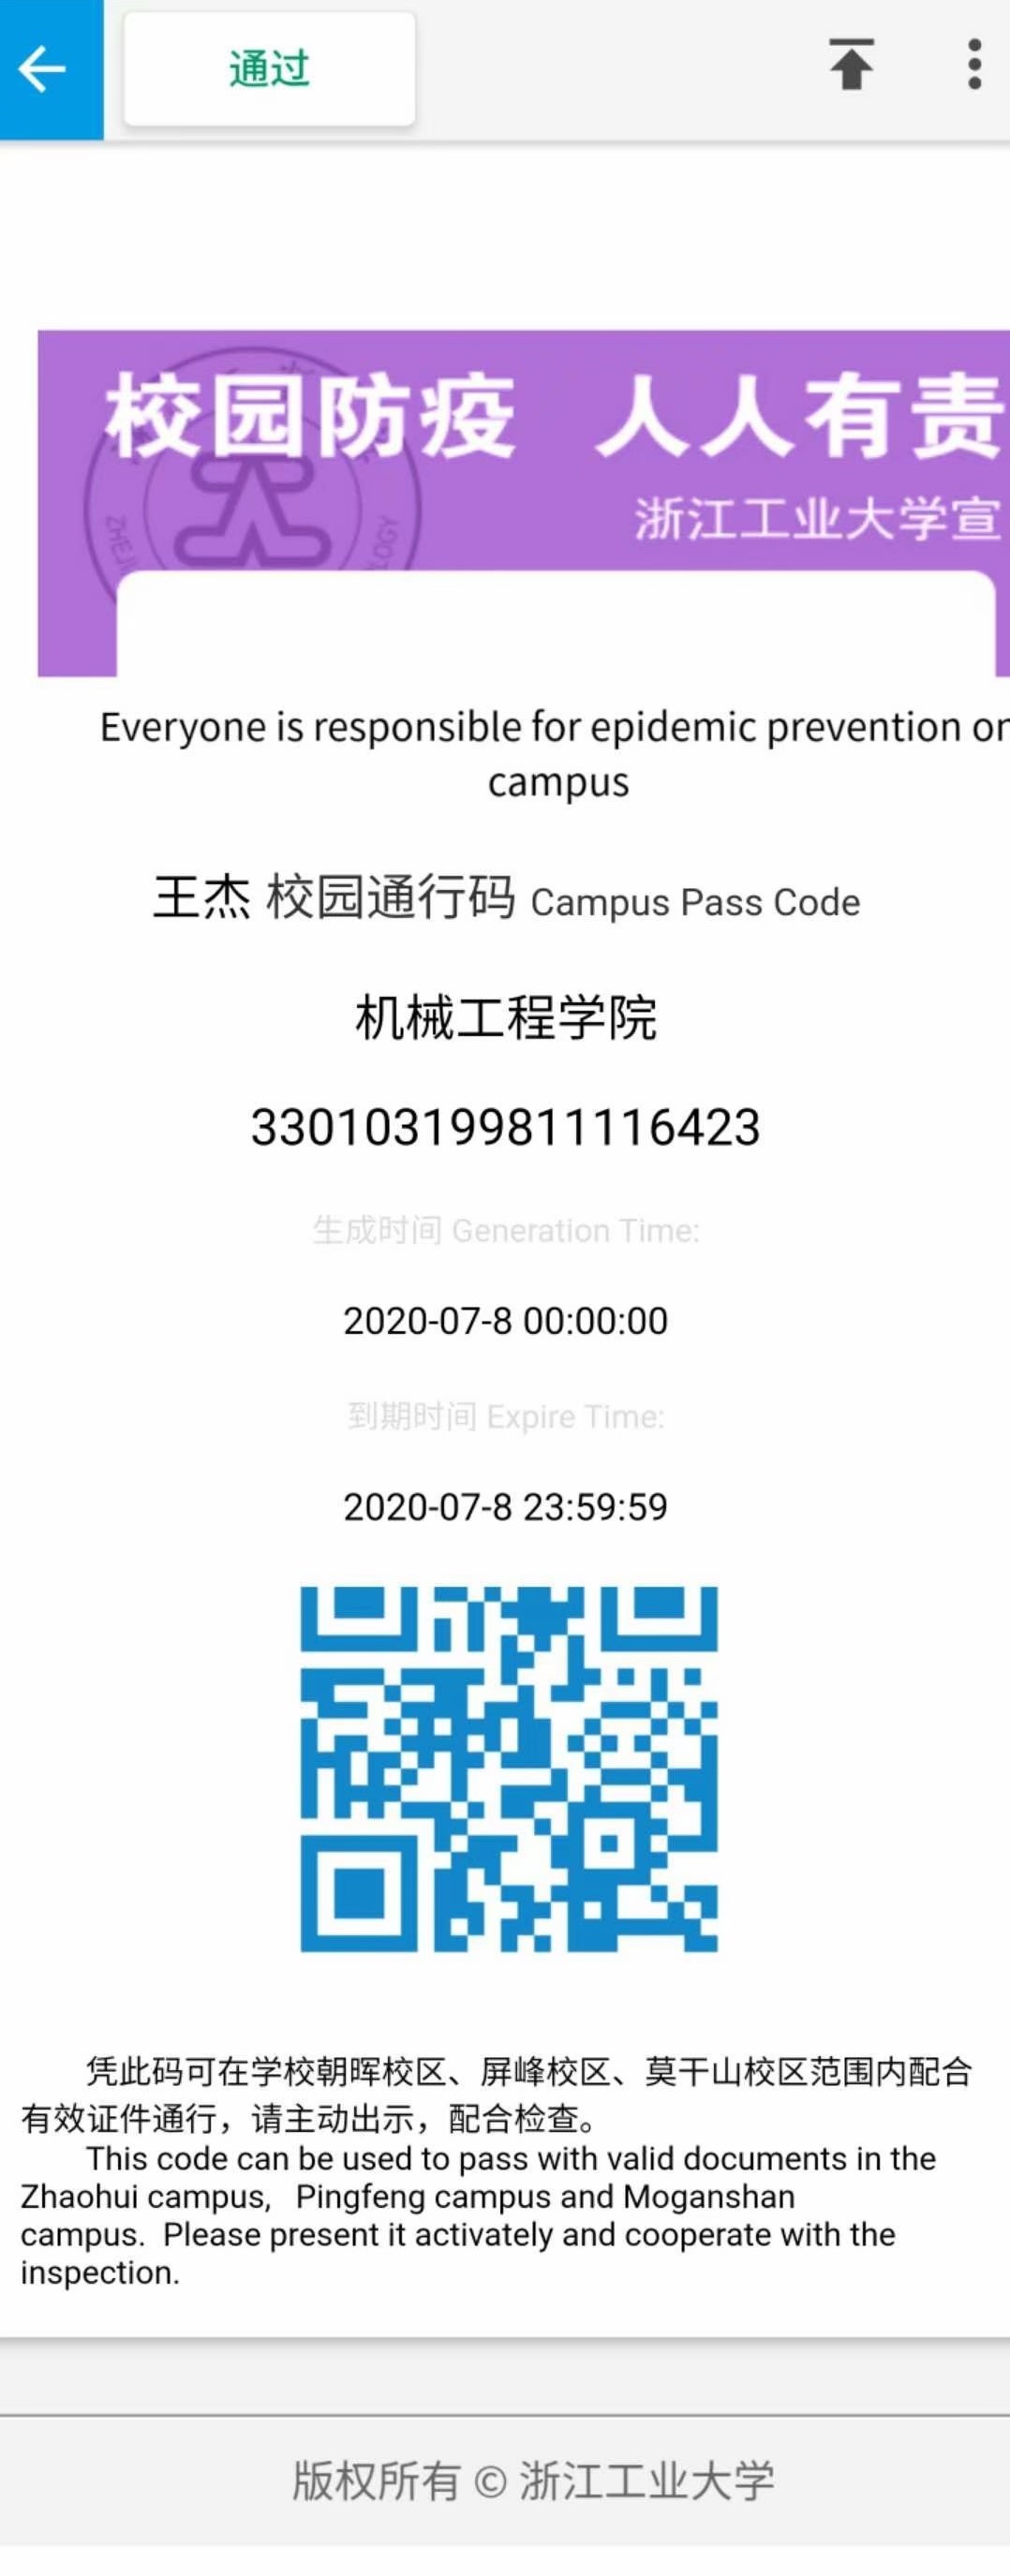 通过
校园防疫 人人有责
浙江工业大学宣
ZHEJI
LOGY
Everyone is responsible for epidemic prevention on
campus
王杰 校园通行码 Campus Pass Code
机械工程学院
330103199811116423
生成时间 Generation Time:
2020-07-8 00:00:00
到期时间 Expire Time:
2020-07-8 23:59:59
凭此码可在学校朝晖校区、屏峰校区、莫干山校区范围内配合
有效证件通行，请主动出示，配合检查。
This code can be used to pass with valid documents in the
Zhaohui campus, Pingfeng campus and Moganshan
campus. Please present it activately and cooperate with the
inspection.
版权所有 © 浙江工业大学